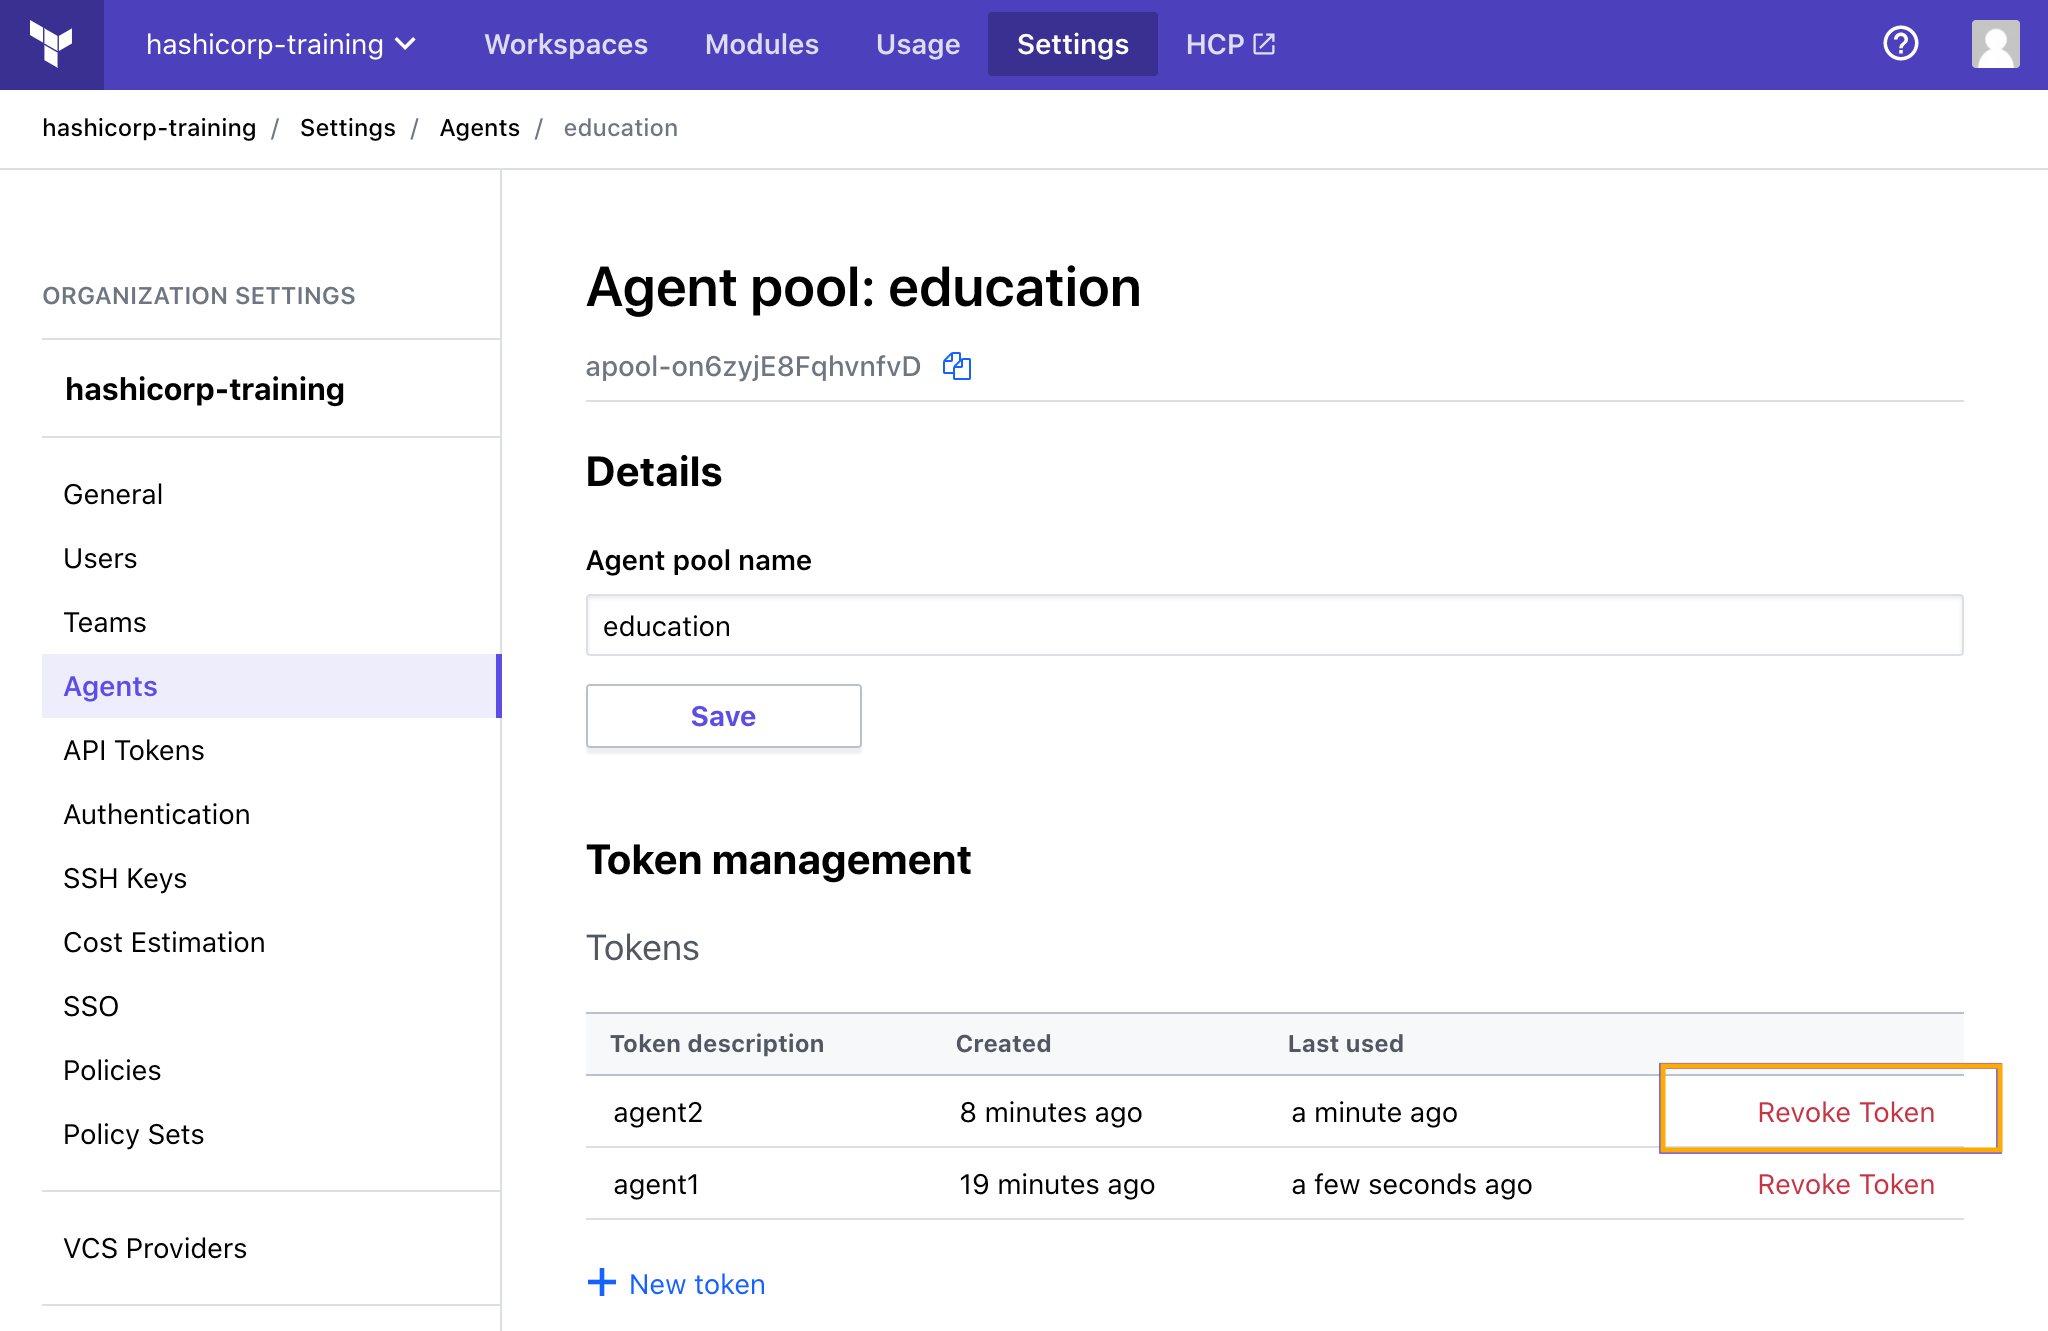 hashicorp-training Workspaces Modules Usage Settings HCP
hashicorp-training / Settings / Agents / education
ORGANIZATION SETTINGS
hashicorp-training
General
Users
Teams
Agents
API Tokens
Authentication
SSH Keys
Cost Estimation
SSO
Policies
Policy Sets
VCS Providers
Agent pool: education
apool-on6zyjE8FqhvnfvD
Details
Agent pool name
education
Save
Token management
Tokens
Token description Created Last used
agent2 8 minutes ago a minute ago Revoke Token
agent1 19 minutes ago a few seconds ago Revoke Token
New token